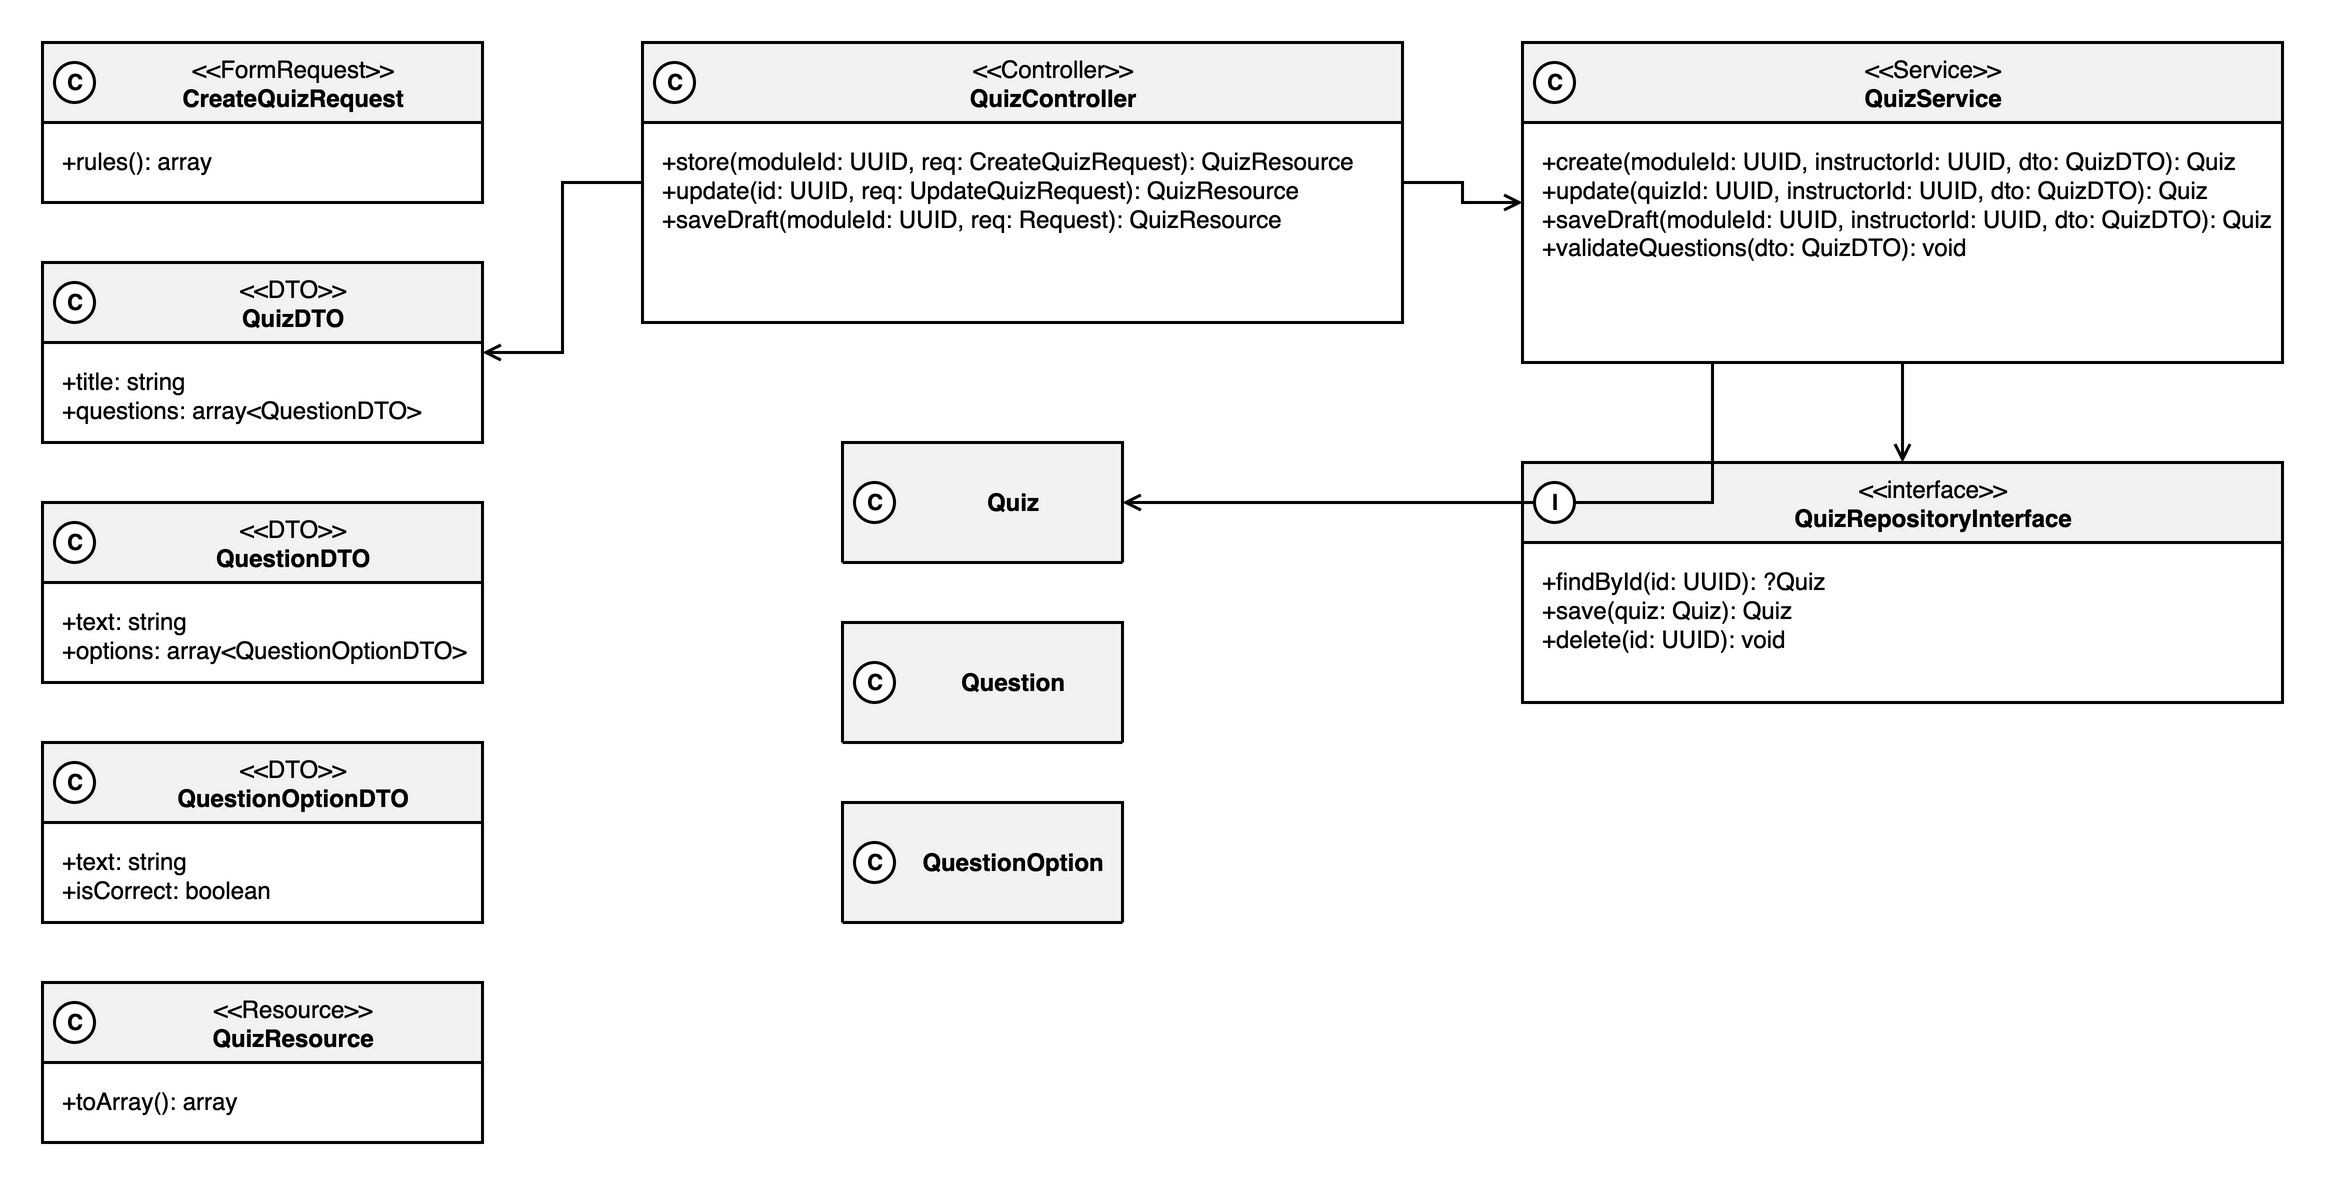 C
<<FormRequest>>
CreateQuizRequest
+rules(): array
C
<<DTO>>
QuizDTO
+title: string
+questions: array<QuestionDTO>
C
<<DTO>>
QuestionDTO
+text: string
+options: array<QuestionOptionDTO>
C
<<DTO>>
QuestionOptionDTO
+text: string
+isCorrect: boolean
C
<<Resource>>
QuizResource
+toArray(): array
C
<<Controller>>
QuizController
+store(moduleId: UUID, req: CreateQuizRequest): QuizResource
+update(id: UUID, req: UpdateQuizRequest): QuizResource
+saveDraft(moduleId: UUID, req: Request): QuizResource
C
Quiz
C
Question
C
QuestionOption
C
<<Service>>
QuizService
+create(moduleId: UUID, instructorId: UUID, dto: QuizDTO): Quiz
+update(quizId: UUID, instructorId: UUID, dto: QuizDTO): Quiz
+saveDraft(moduleId: UUID, instructorId: UUID, dto: QuizDTO): Quiz
+validateQuestions(dto: QuizDTO): void
I
<<interface>>
QuizRepositoryInterface
+findById(id: UUID): ?Quiz
+save(quiz: Quiz): Quiz
+delete(id: UUID): void